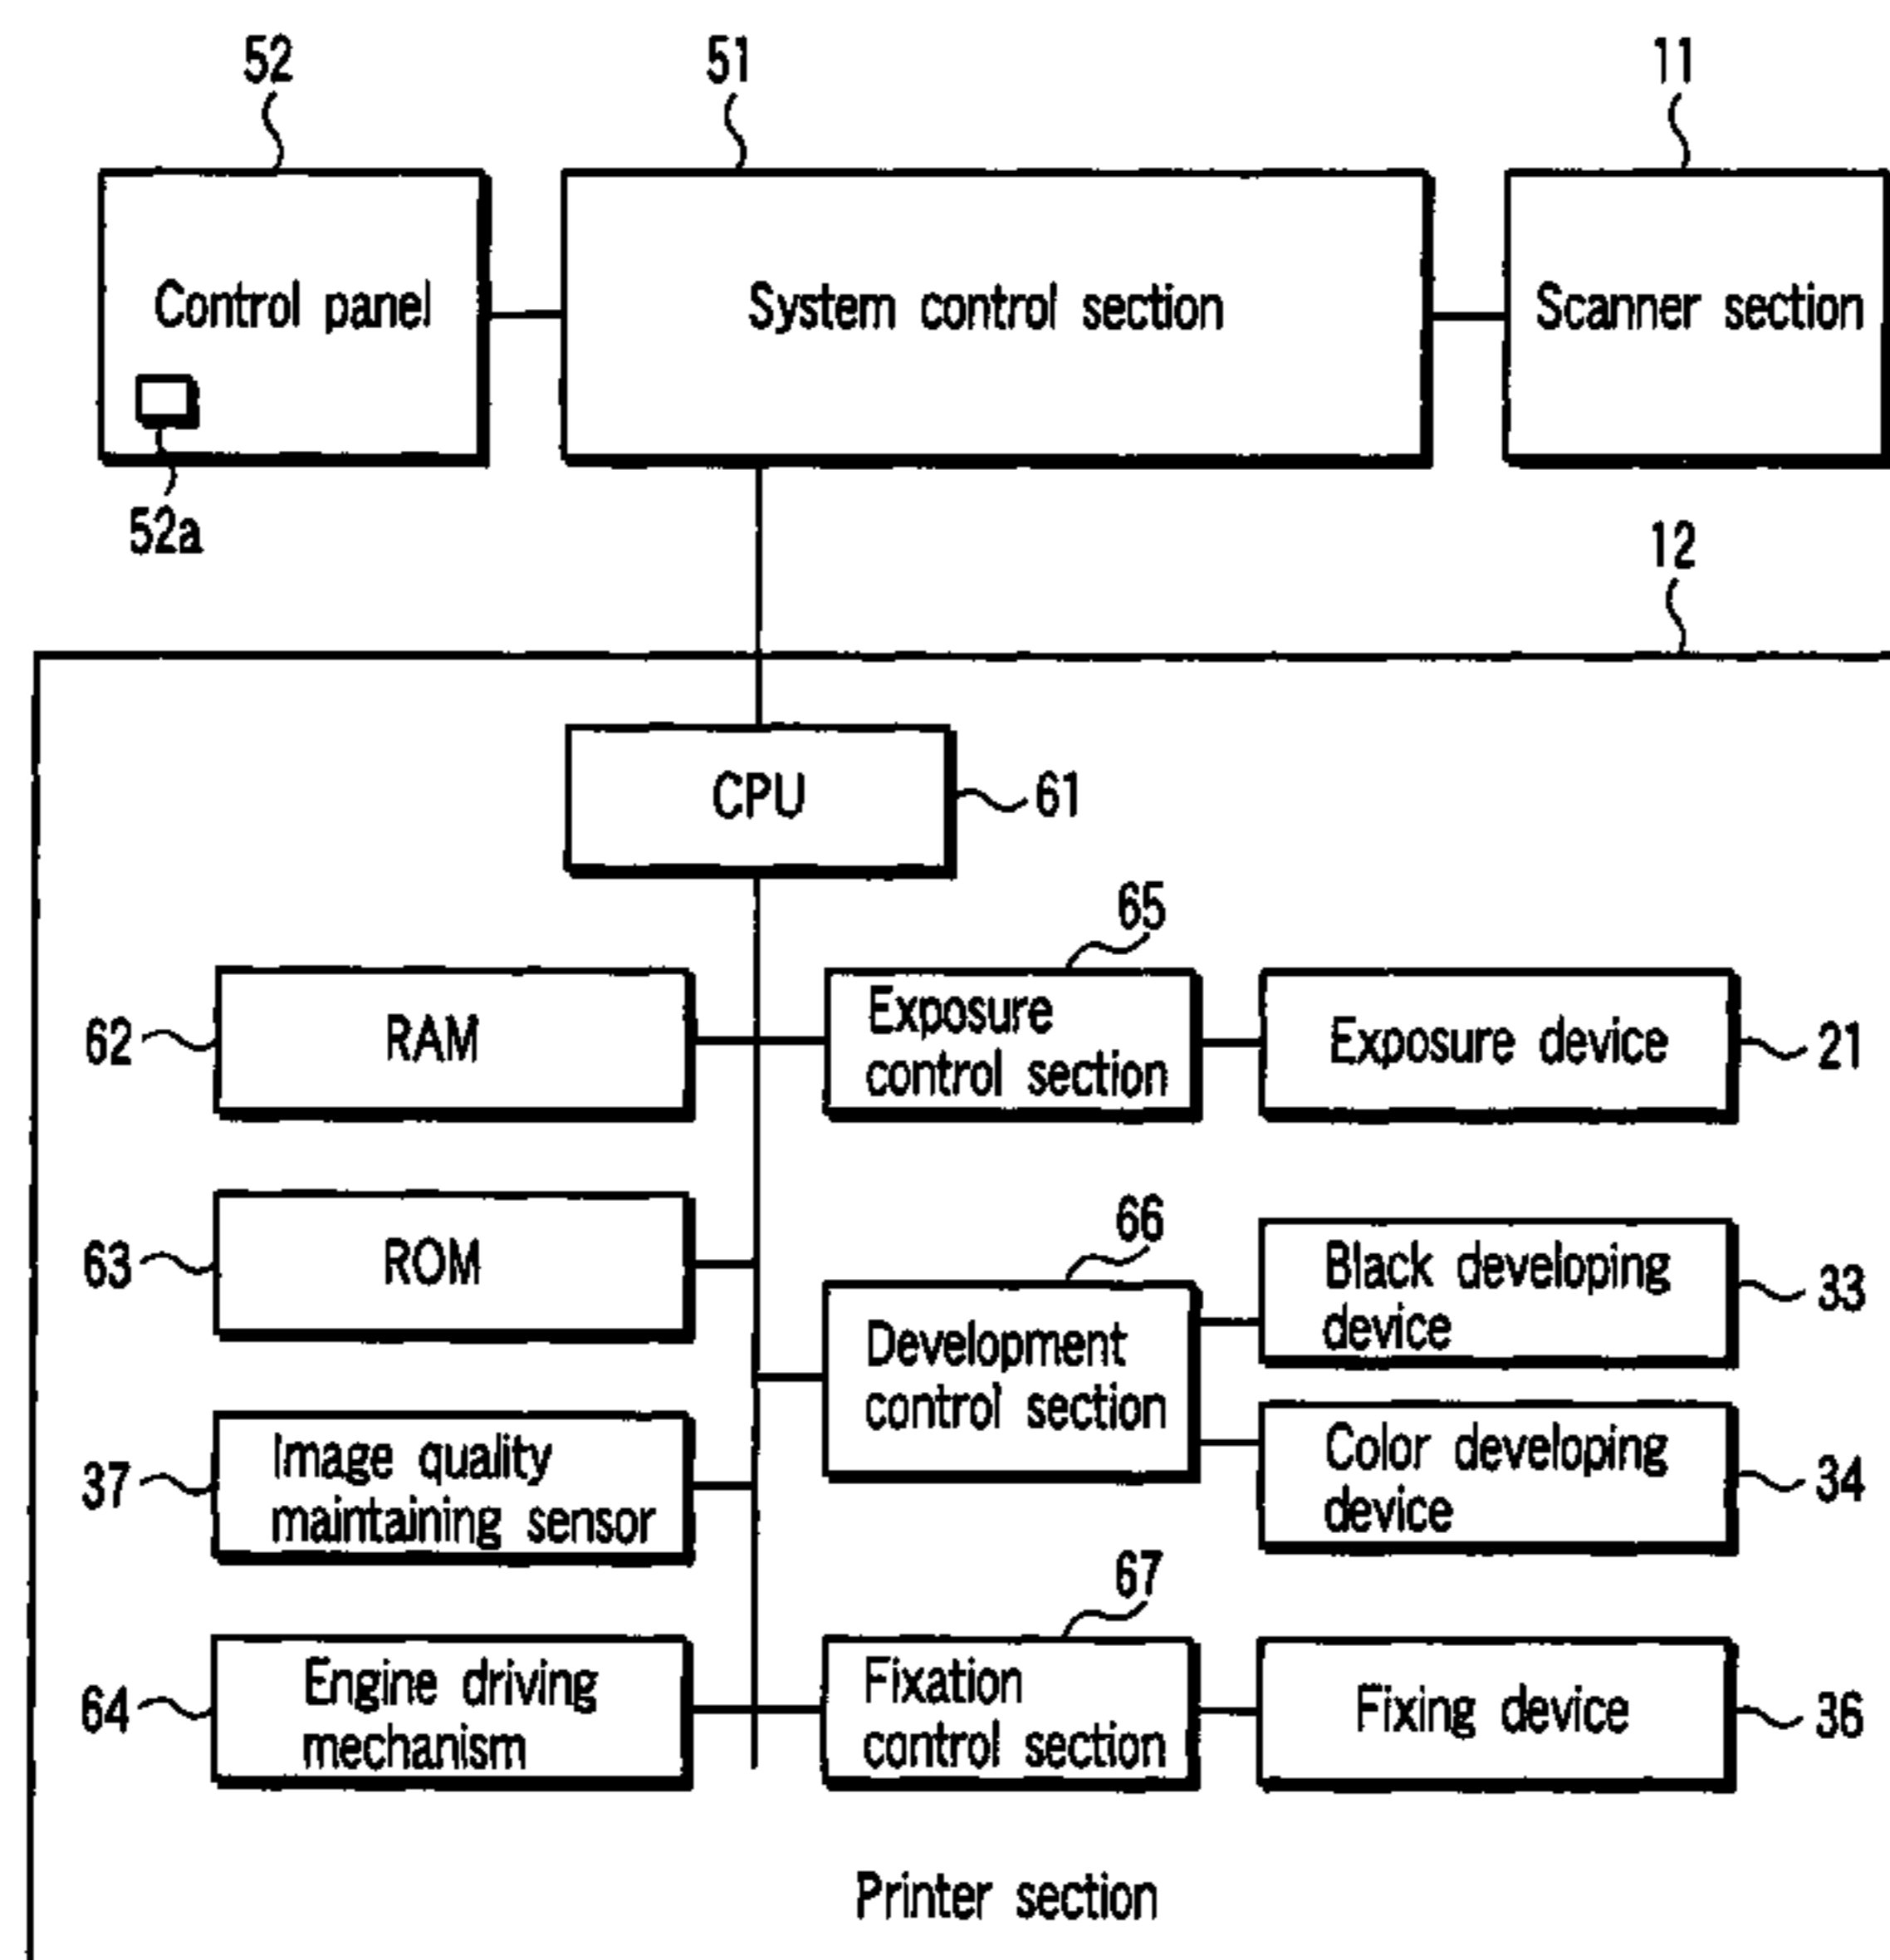 52
51
11
Control panel
System control section
Scanner section
52a
12
CPU
61
65
62
RAM
Exposure
control section
Exposure device
21
66
63
ROM
Black developing
device
33
Development
control section
37
Image quality
maintaining sensor
Color developing
device
34
67
64
Engine driving
mechanism
Fixation
control section
Fixing device
36
Printer section